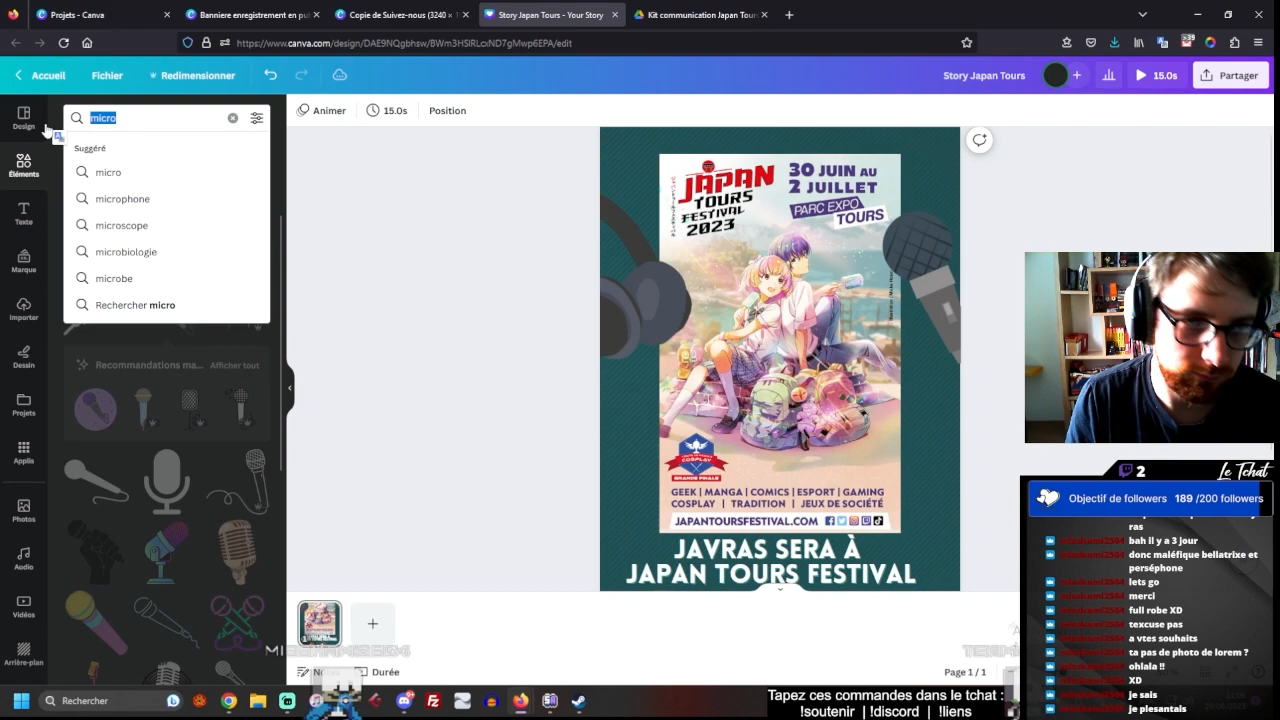 Projets - Canva
Banniere enregistrement en pu
Copie de Suivez-nous (3240 × 1
Story Japan Tours - Your Story
Kit communication Japan Tour
https://www.canva.com/design/DAE9NQgbhsw/BWm3HSlRLcxND7gMwp6EPA/edit
Accueil
Fichier
Redimensionner
Story Japan Tours
15.0s
Partager
Design
micro
Animer
15.0s
Position
Suggéré
micro
microphone
microscope
microbiologie
microbe
Rechercher micro
Éléments
Texte
Marque
Importer
Dessin
Projets
Applis
Photos
Audio
Vidéos
Arrière-plan
Recommandations ma...
Afficher tout
JAPAN
TOURS
FESTIVAL
2023
30 JUIN AU
2 JUILLET
PARC EXPO
TOURS
COSPLAY
GRANDE FINALE
GEEK | MANGA | COMICS | ESPORT | GAMING
COSPLAY | TRADITION | JEUX DE SOCIÉTÉ
JAPANTOURSFESTIVAL.COM
JAVRAS SERA À
JAPAN TOURS FESTIVAL
Durée
Page 1 / 1
2
Le Tchat
Objectif de followers 189 /200 followers
ras
bah il y a 3 jour
donc maléfique bellatrixe et
perséphone
lets go
merci
full robe XD
texcuse pas
a vtes souhaits
ta pas de photo de lorem ?
ohlala !!
XD
je sais
je plesantais
Rechercher
Tapez ces commandes dans le tchat :
!soutenir | !discord | !liens